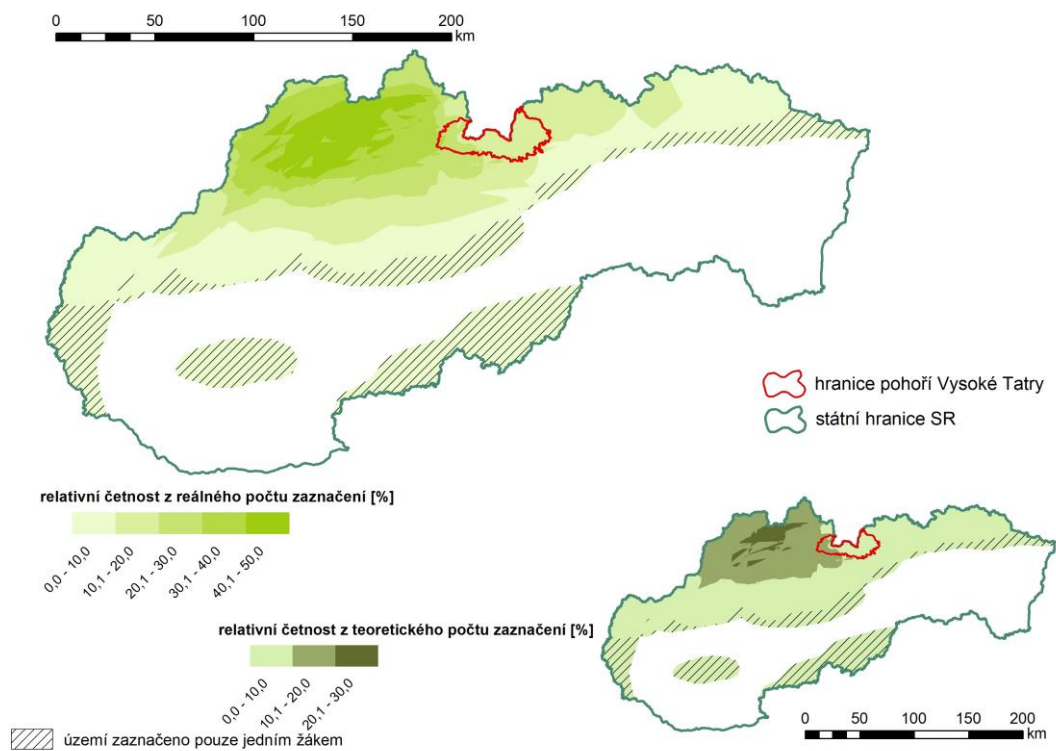 0 50 100 150 200
km
hranice pohoří Vysoké Tatry
státní hranice SR
relativní četnost z reálného počtu zaznačení [%]
0,0 - 10,0
10,1 - 20,0
20,1 - 30,0
30,1 - 40,0
40,1 - 50,0
relativní četnost z teoretického počtu zaznačení [%]
0,0 - 10,0
10,1 - 20,0
20,1 - 30,0
území zaznačeno pouze jedním žákem
0 50 100 150 200
km